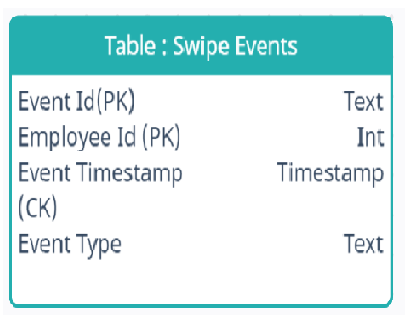 Table : Swipe Events
Event Id(PK) Text
Employee Id (PK) Int
Event Timestamp Timestamp
(CK)
Event Type Text